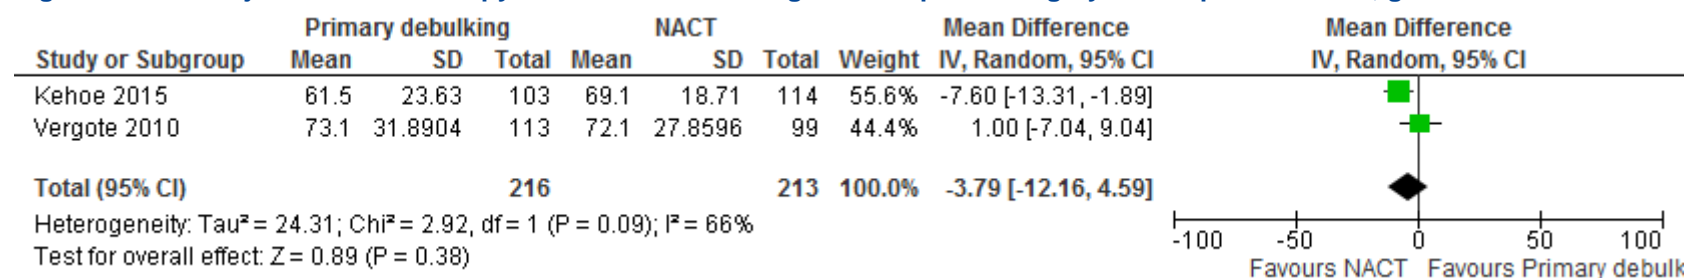 Primary debulking NACT Mean Difference Mean Difference
Study or Subgroup Mean SD Total Mean SD Total Weight IV, Random, 95% CI IV, Random, 95% CI
Kehoe 2015 61.5 23.63 103 69.1 18.71 114 55.6% -7.60 [-13.31, -1.89]
Vergote 2010 73.1 31.8904 113 72.1 27.8596 99 44.4% 1.00 [-7.04, 9.04]
Total (95% CI) 216 213 100.0% -3.79 [-12.16, 4.59]
Heterogeneity: Tau² = 24.31; Chi² = 2.92, df = 1 (P = 0.09); I² = 66%
Test for overall effect: Z = 0.89 (P = 0.38)
-100 -50 0 50 100
Favours NACT Favours Primary debulk